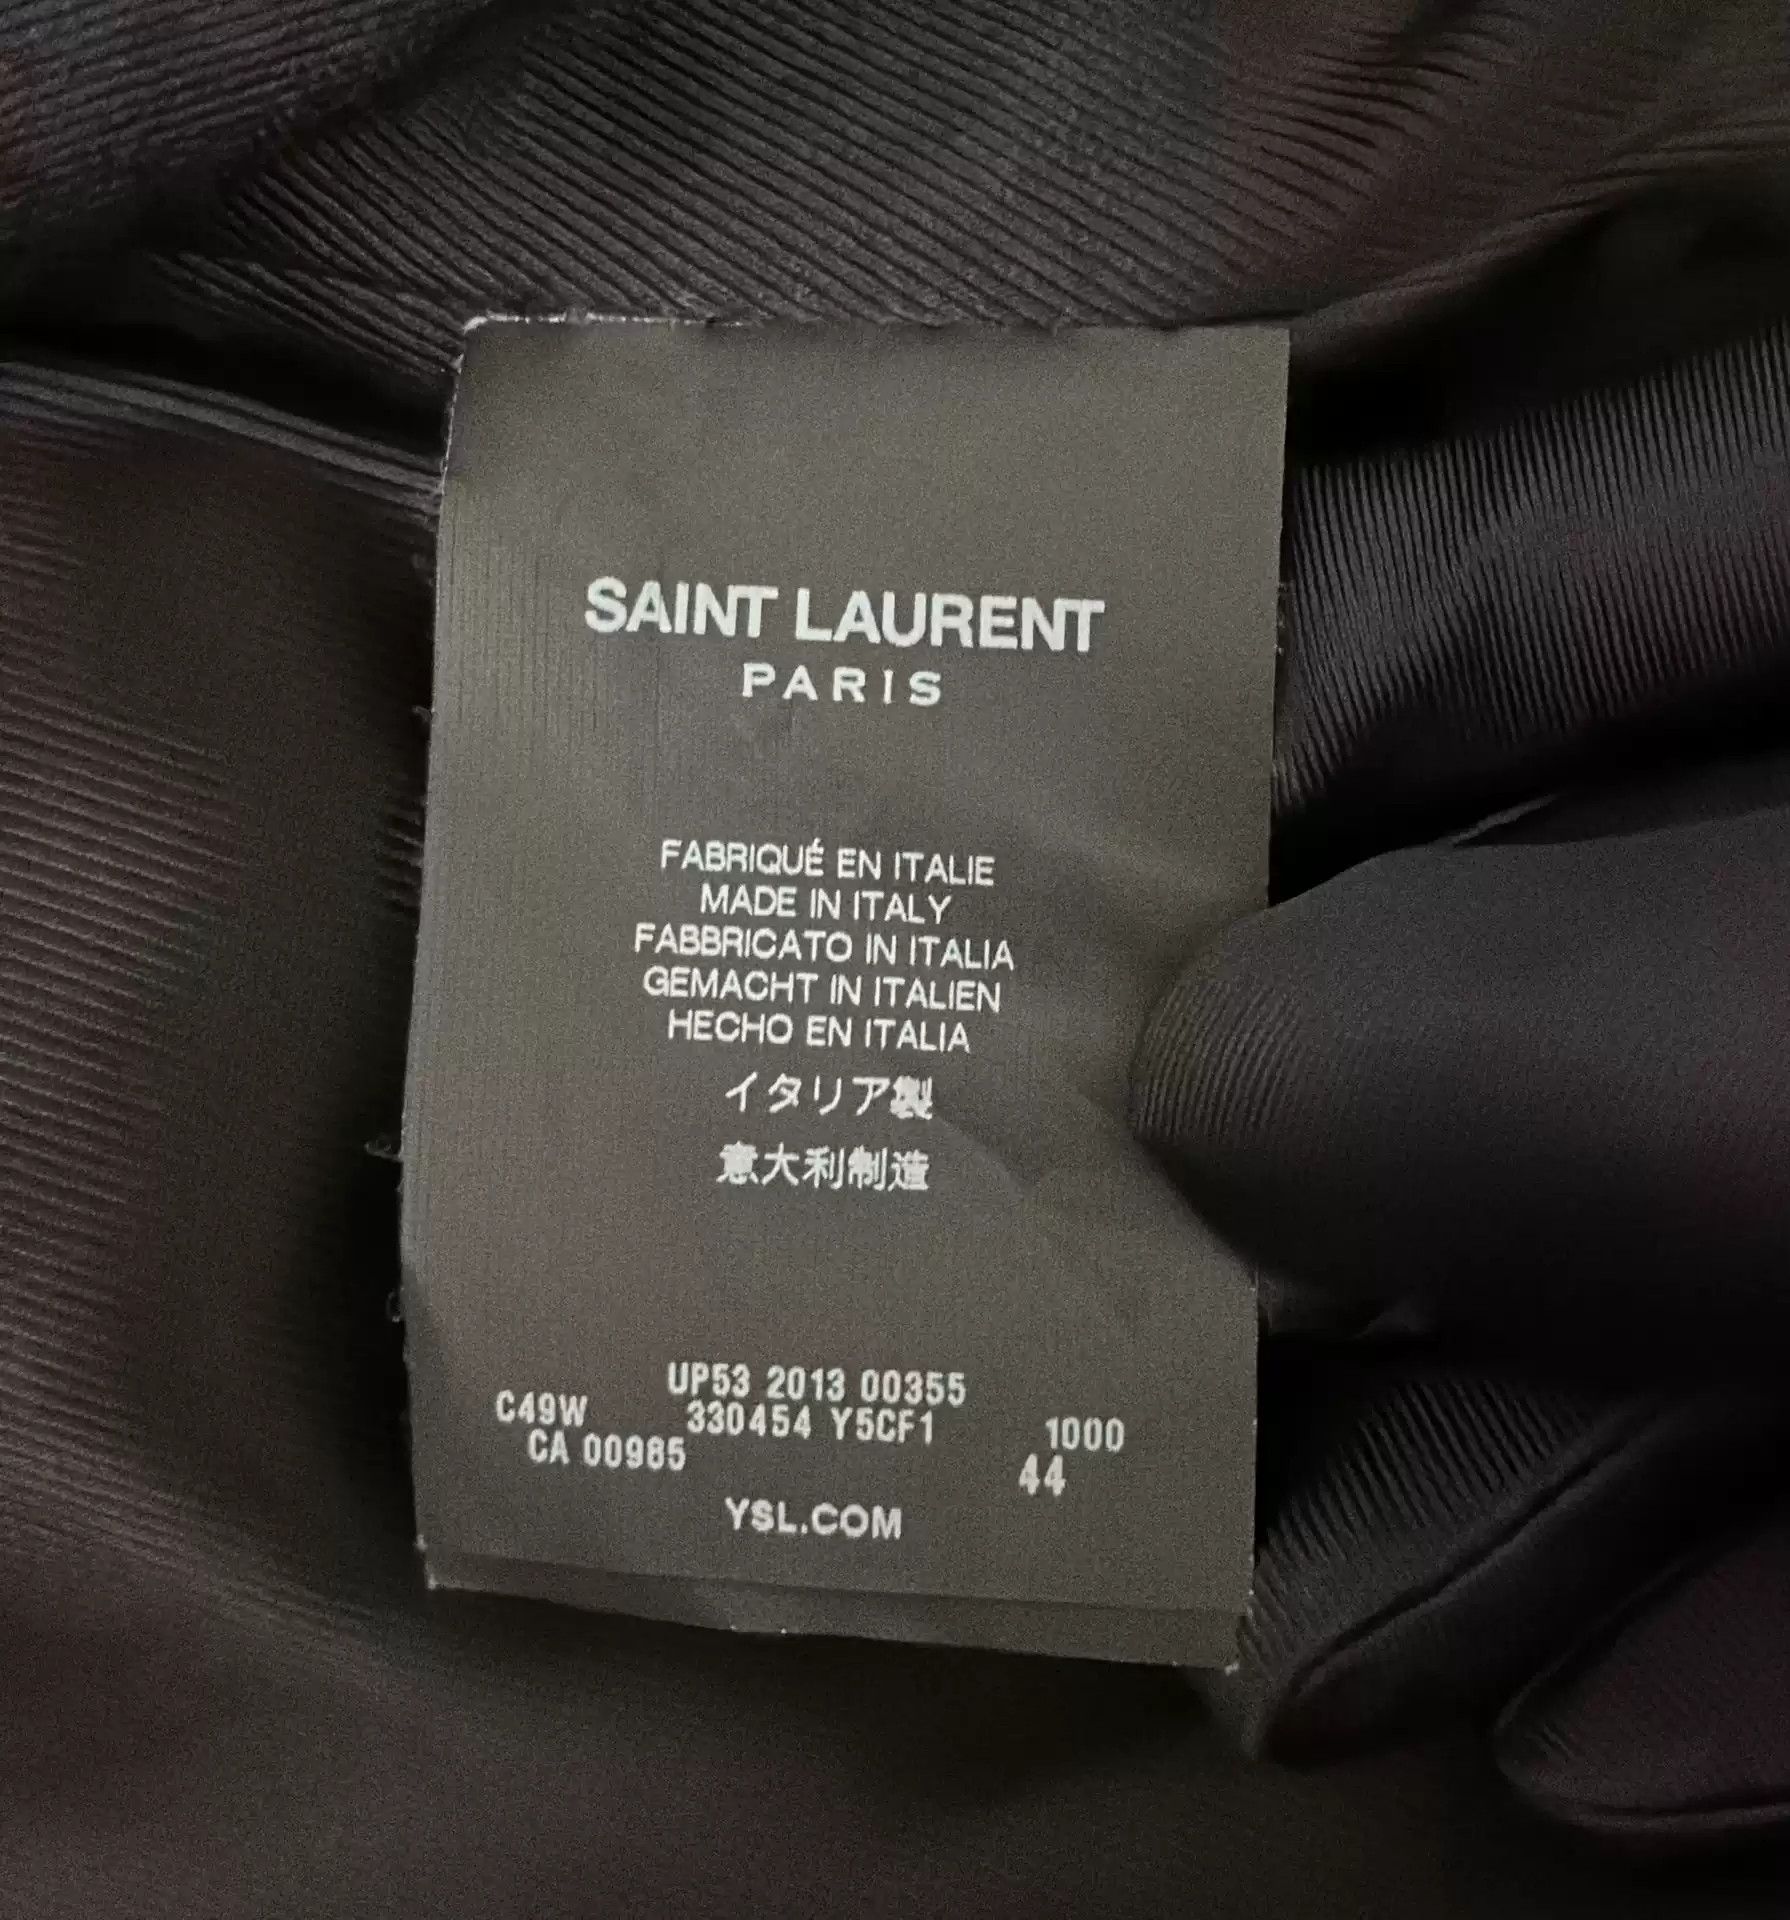 SAINT LAURENT
PARIS
FABRIQUÉ EN ITALIE
MADE IN ITALY
FABBRICATO IN ITALIA
GEMACHT IN ITALIEN
HECHO EN ITALIA
イタリア製
意大利制造
UP53 2013 00355
C49W 330454 Y5CF1 1000
CA 00985 44
YSL.COM